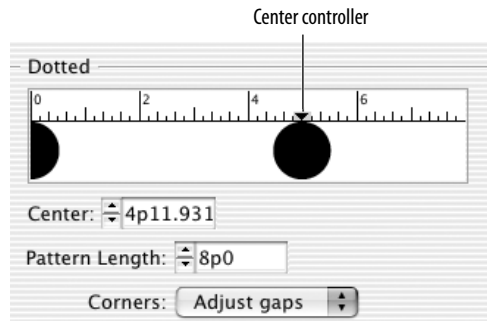 Center controller
Dotted
0 2 4 6
Center: 4p11.931
Pattern Length: 8p0
Corners: Adjust gaps